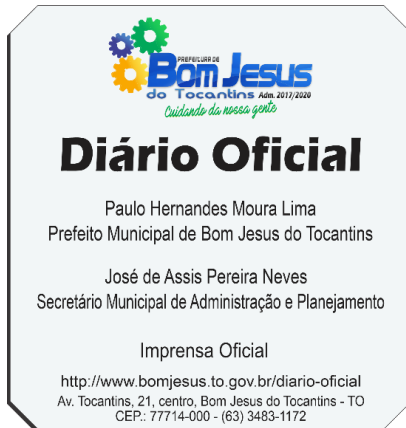 PREFEITURA DE
Bom Jesus
do Tocantins Adm. 2017/2020
Cuidando da nossa gente
Diário Oficial
Paulo Hernandes Moura Lima
Prefeito Municipal de Bom Jesus do Tocantins
José de Assis Pereira Neves
Secretário Municipal de Administração e Planejamento
Imprensa Oficial
http://www.bomjesus.to.gov.br/diario-oficial
Av. Tocantins, 21, centro, Bom Jesus do Tocantins - TO
CEP.: 77714-000 - (63) 3483-1172